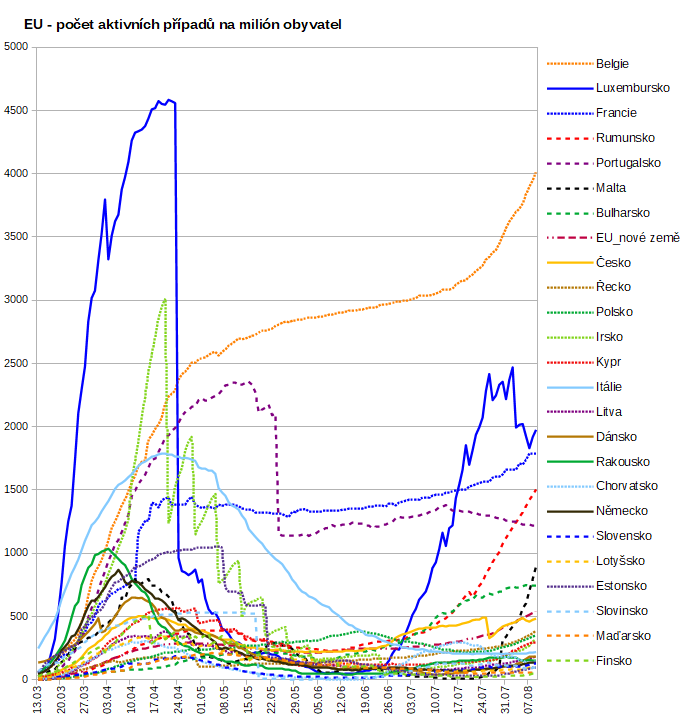 EU - počet aktivních případů na milión obyvatel
5000
4500
4000
3500
3000
2500
2000
1500
1000
500
0
13.03
20.03
27.03
03.04
10.04
17.04
24.04
01.05
08.05
15.05
22.05
29.05
05.06
12.06
19.06
26.06
03.07
10.07
17.07
24.07
31.07
07.08
Belgie
Luxembursko
Francie
Rumunsko
Portugalsko
Malta
Bulharsko
EU_nové země
Česko
Řecko
Polsko
Irsko
Kypr
Itálie
Litva
Dánsko
Rakousko
Chorvatsko
Německo
Slovensko
Lotyšsko
Estonsko
Slovinsko
Maďarsko
Finsko